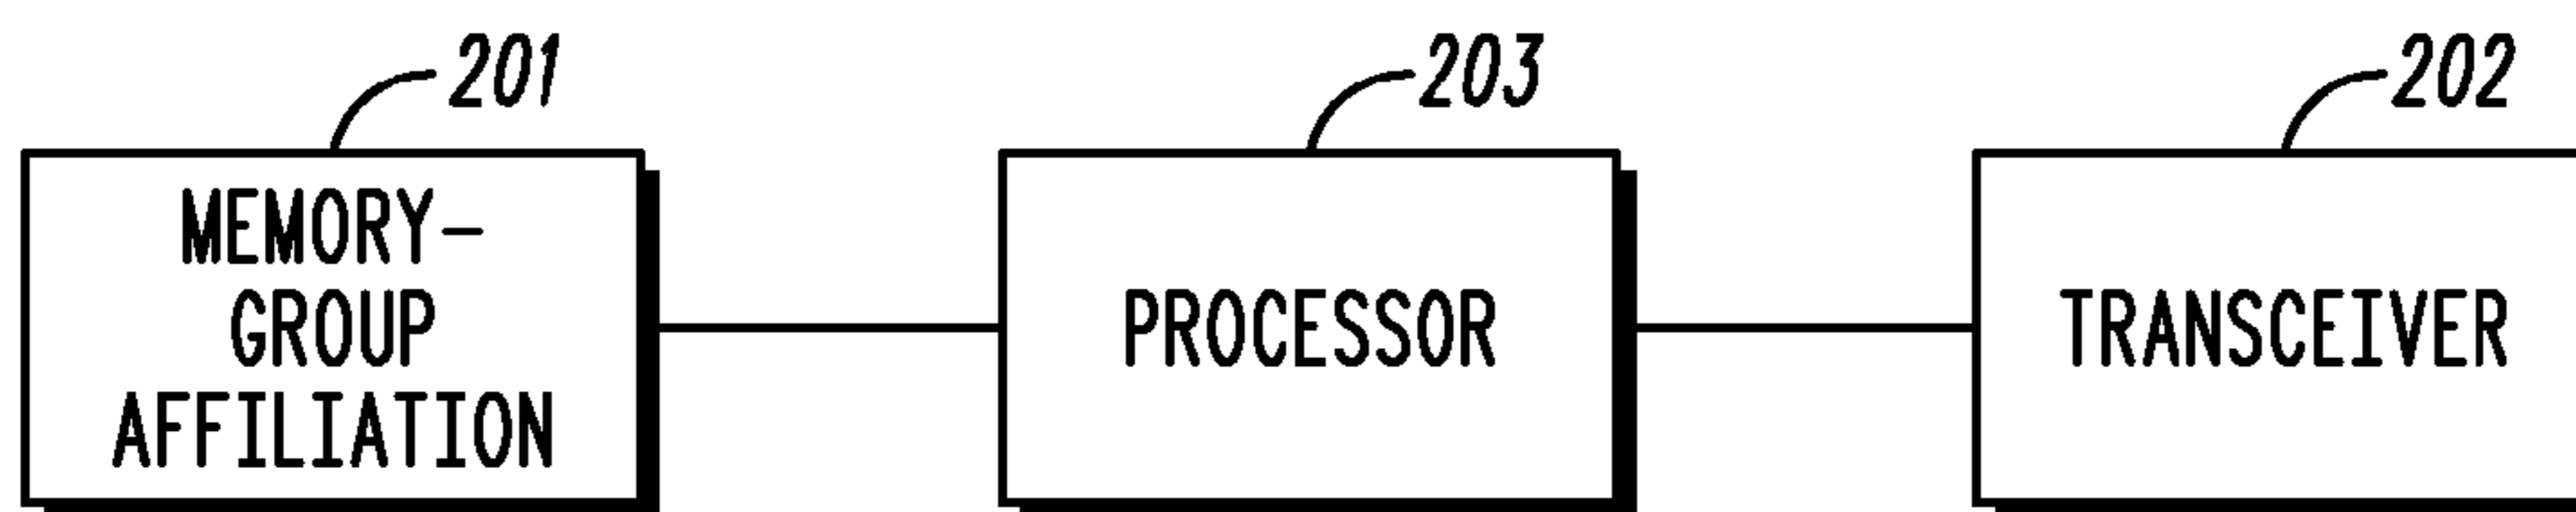 201
203
202
MEMORY-
GROUP
AFFILIATION
PROCESSOR
TRANSCEIVER